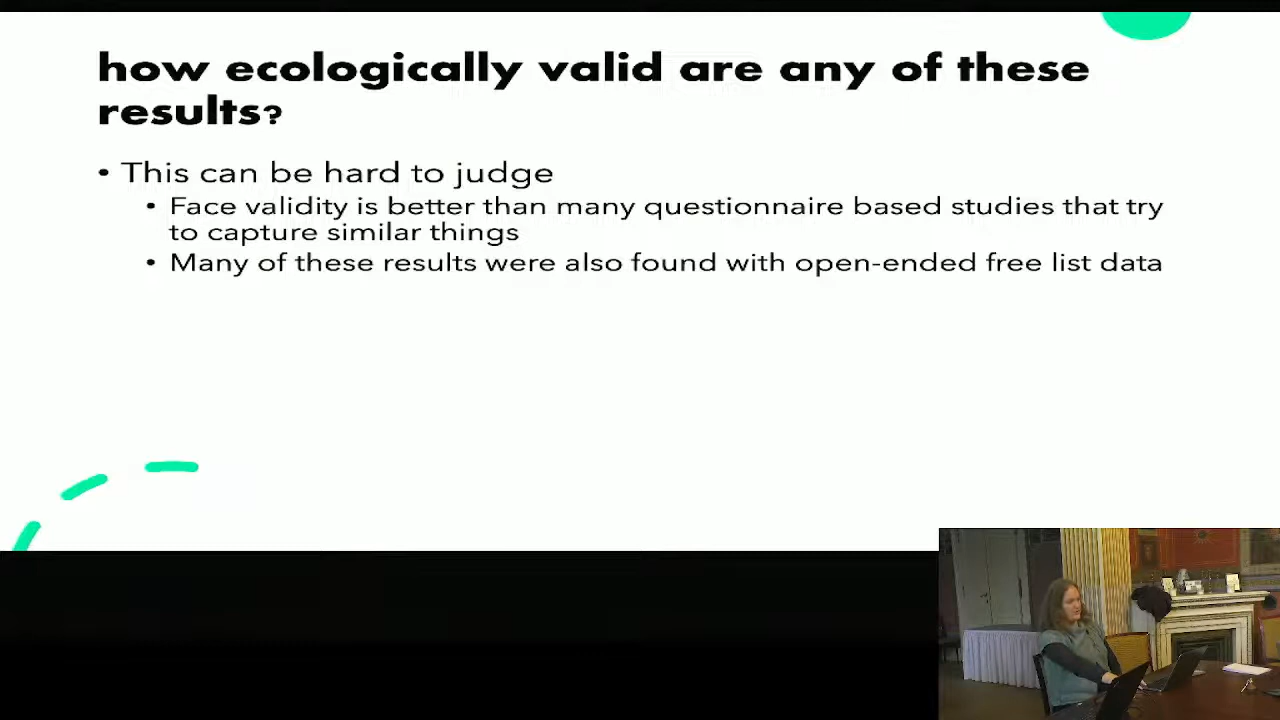 how ecologically valid are any of these
results?
• This can be hard to judge
• Face validity is better than many questionnaire based studies that try
to capture similar things
• Many of these results were also found with open-ended free list data